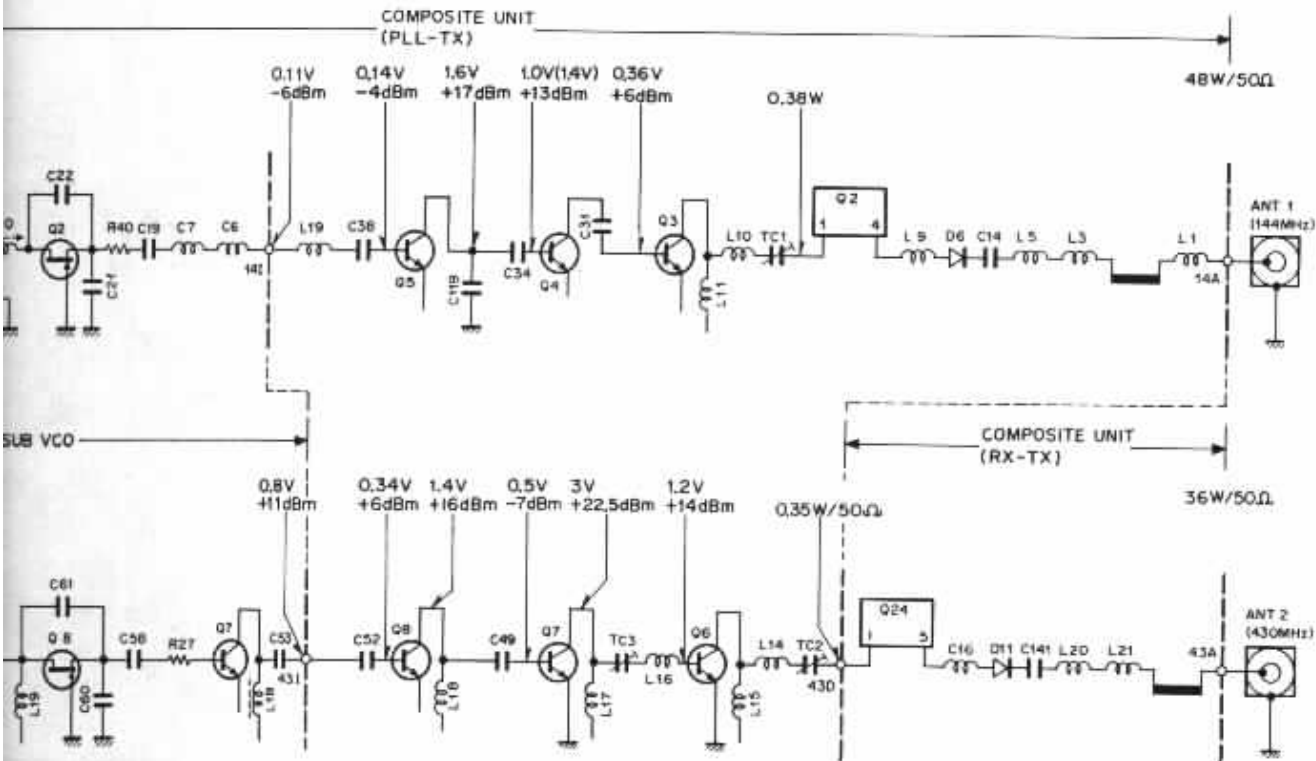 COMPOSITE UNIT
(PLL-TX)
0.11V
-6dBm
0,14V
-4dBm
1.6V
+17dBm
1.0V(1.4V)
+13dBm
0,36V
+6dBm
0.38W
48W/50Ω
C22
Q2
R40
C19
C7
C6
C21
14I
L19
C38
Q5
C119
C34
Q4
C31
Q3
L11
L10
TC1
Q2
1
4
L9
D6
C14
L5
L3
L1
14A
ANT 1
(144MHz)
SUB VCO
COMPOSITE UNIT
(RX-TX)
0,8V
+11dBm
0.34V
+6dBm
1.4V
+16dBm
0,5V
-7dBm
3V
+22,5dBm
1.2V
+14dBm
0,35W/50Ω
36W/50Ω
C61
Q8
L19
C60
C58
R27
Q7
L18
C53
43I
C52
Q8
L18
C49
Q7
L17
TC3
L16
Q6
L15
L14
TC2
43D
Q24
1
5
C16
D11
C141
L20
L21
43A
ANT 2
(430MHz)